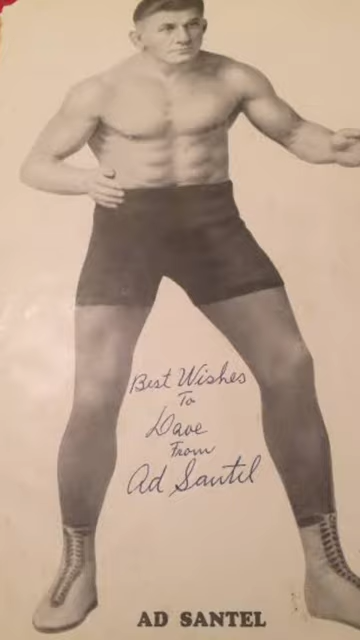 Best Wishes
To
Dave
From
Ad Santel
AD SANTEL